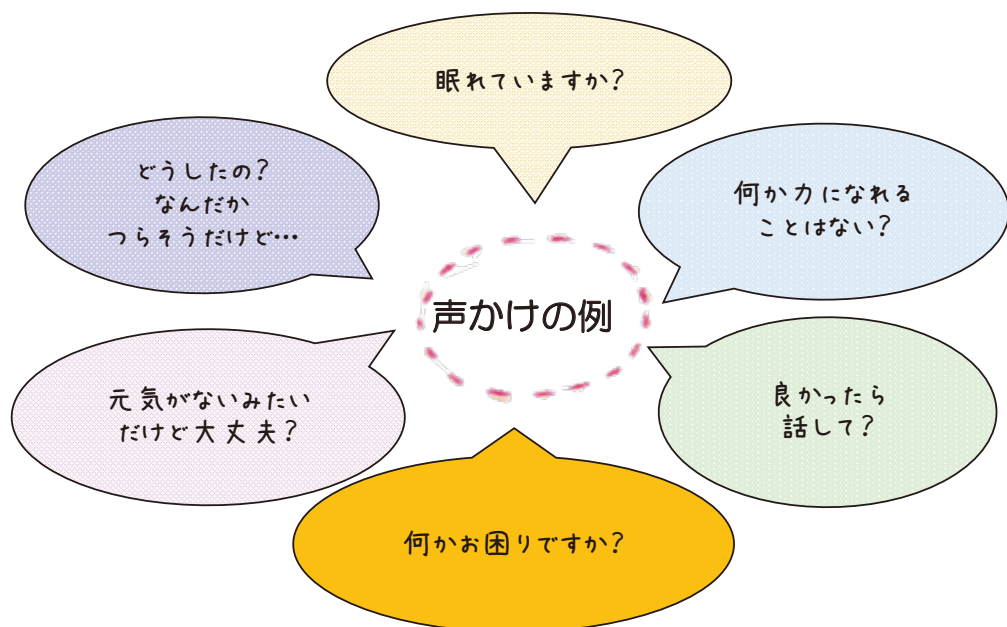 眠れていますか?
どうしたの?
なんだか
つらそうだけど…
何か力になれる
ことはない?
声かけの例
元気がないみたい
だけど大丈夫?
良かったら
話して?
何かお困りですか?